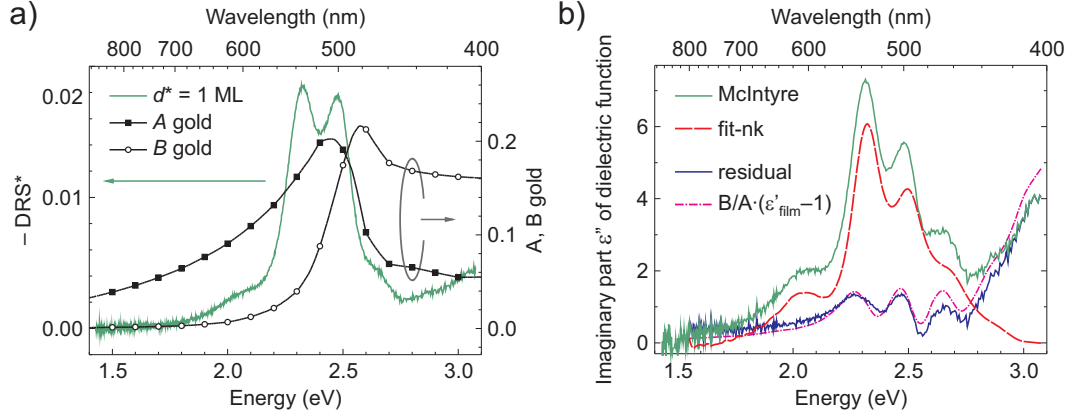 a)
Wavelength (nm)
800 700 600 500 400
0.02
0.01
0.00
– DRS*
d* = 1 ML
A gold
B gold
0.2
0.1
0.0
A, B gold
1.5 2.0 2.5 3.0
Energy (eV)
b)
Wavelength (nm)
800 700 600 500 400
Imaginary part ε'' of dielectric function
6
4
2
0
McIntyre
fit-nk
residual
B/A·(ε'film–1)
1.5 2.0 2.5 3.0
Energy (eV)